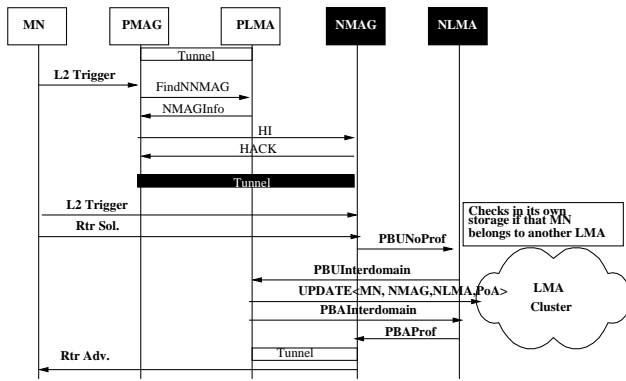 MN
PMAG
PLMA
NMAG
NLMA
Tunnel
L2 Trigger
FindNNMAG
NMAGInfo
HI
HACK
Tunnel
L2 Trigger
Rtr Sol.
Checks in its own
storage if that MN
belongs to another LMA
PBUNoProf
PBUInterdomain
LMA
Cluster
UPDATE<MN, NMAG,NLMA,PoA>
PBAInterdomain
PBAProf
Tunnel
Rtr Adv.